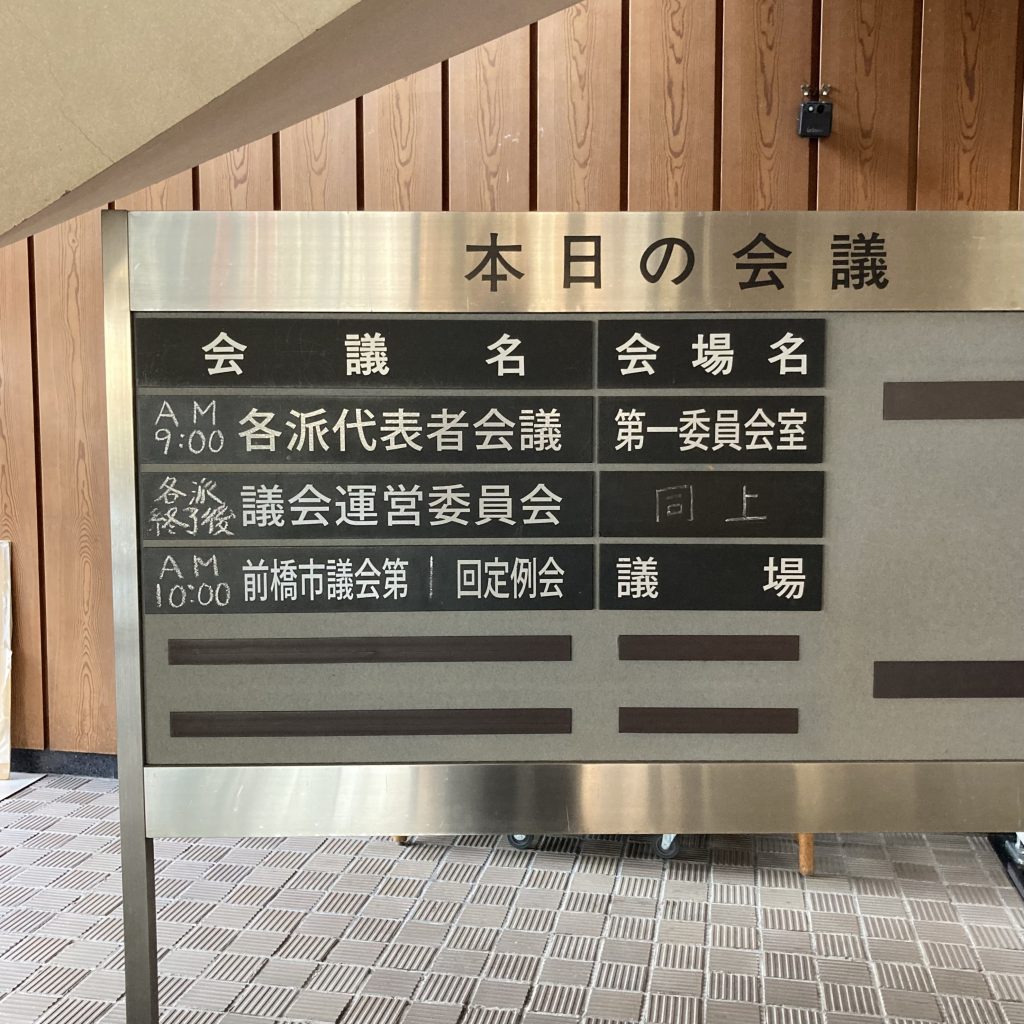 本日の会議
会議名 会場名
AM 9:00 各派代表者会議 第一委員会室
各派終了後 議会運営委員会 同上
AM 10:00 前橋市議会第1回定例会 議場